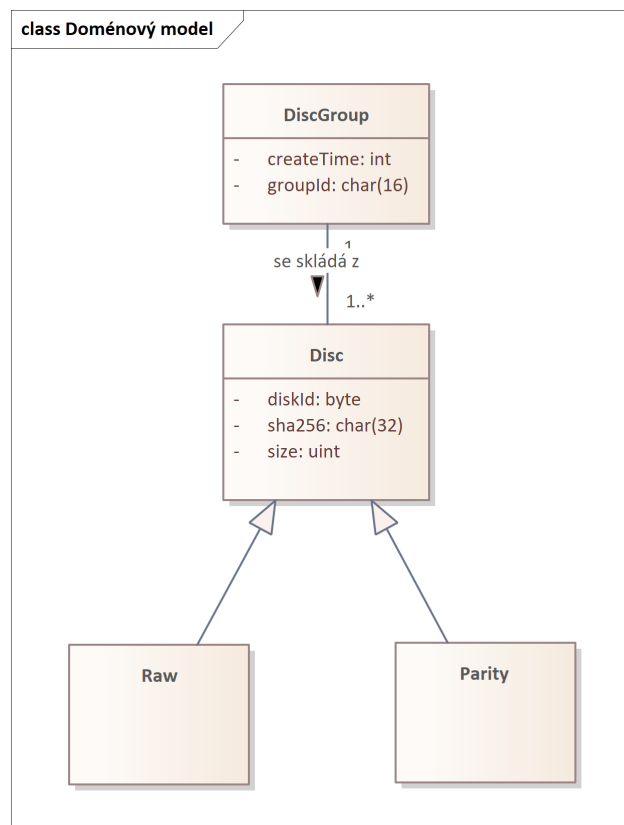 class Doménový model
DiscGroup
- createTime: int
- groupId: char(16)
1
se skládá z
1..*
Disc
- diskId: byte
- sha256: char(32)
- size: uint
Raw
Parity